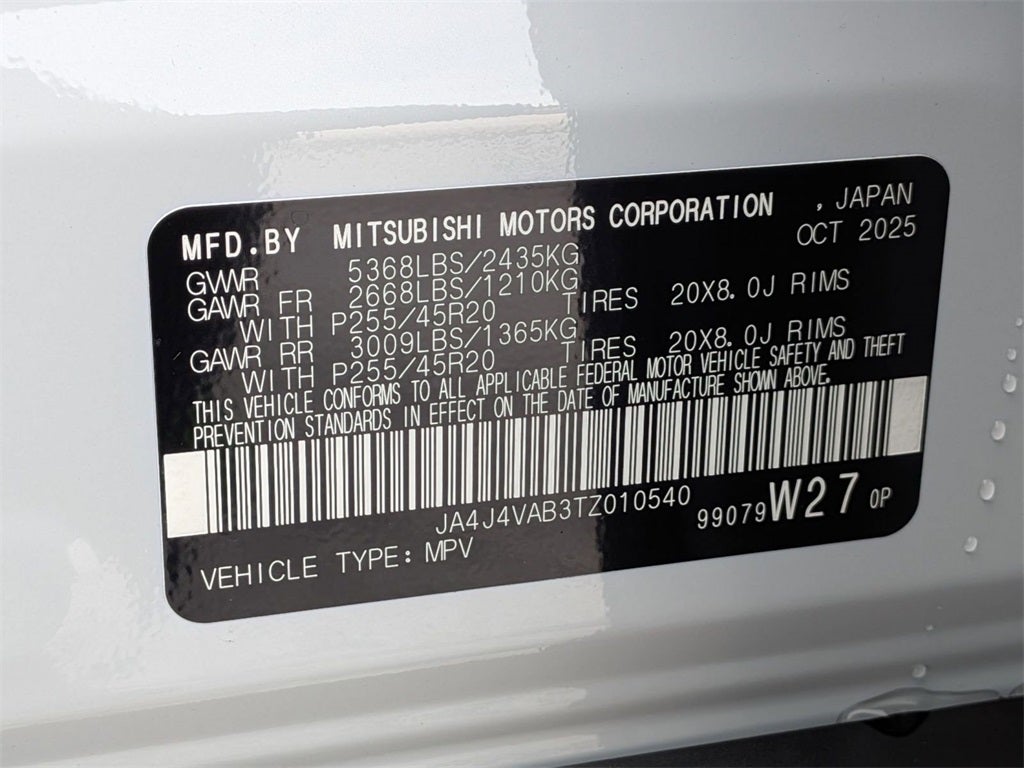 MFD.BY MITSUBISHI MOTORS CORPORATION , JAPAN
OCT 2025
GWWR 5368LBS/2435KG
GAWR FR 2668LBS/1210KG
WITH P255/45R20 TIRES 20X8.0J RIMS
GAWR RR 3009LBS/1365KG
WITH P255/45R20 TIRES 20X8.0J RIMS
THIS VEHICLE CONFORMS TO ALL APPLICABLE FEDERAL MOTOR VEHICLE SAFETY AND THEFT
PREVENTION STANDARDS IN EFFECT ON THE DATE OF MANUFACTURE SHOWN ABOVE.
JA4J4VAB3TZ010540
99079 W27 0P
VEHICLE TYPE: MPV